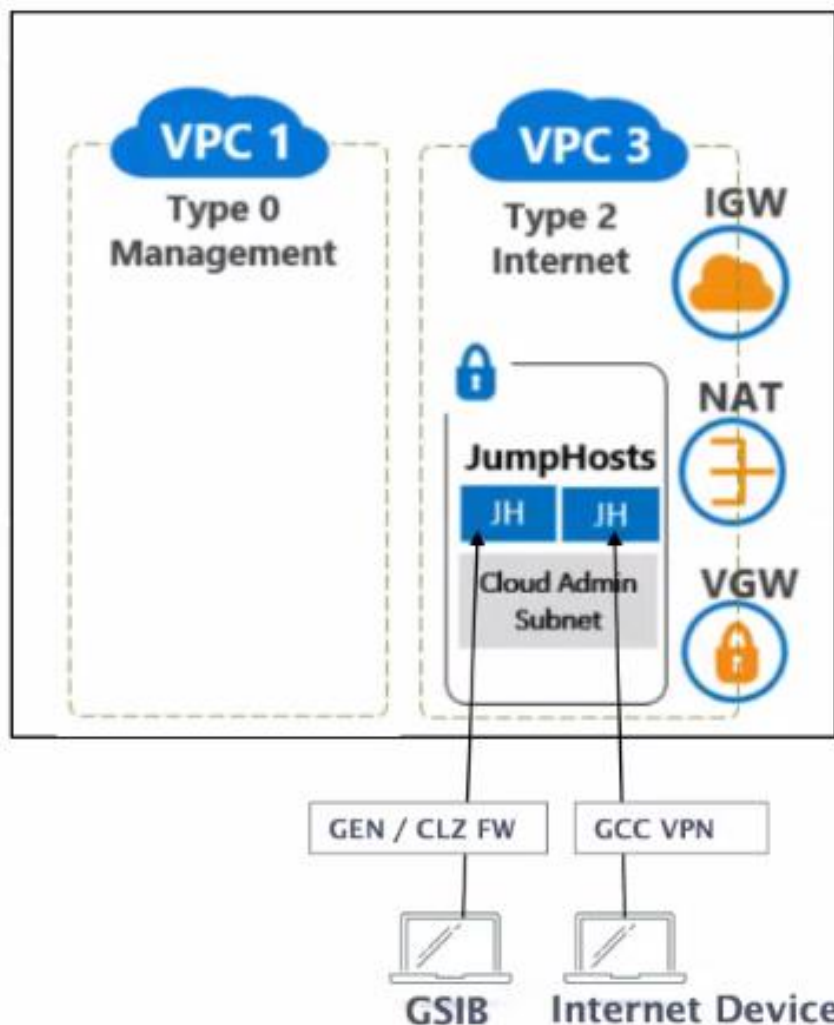 VPC 1
Type 0
Management
VPC 3
Type 2
Internet
IGW
NAT
VGW
JumpHosts
JH JH
Cloud Admin
Subnet
GEN / CLZ FW
GCC VPN
GSIB
Internet Device